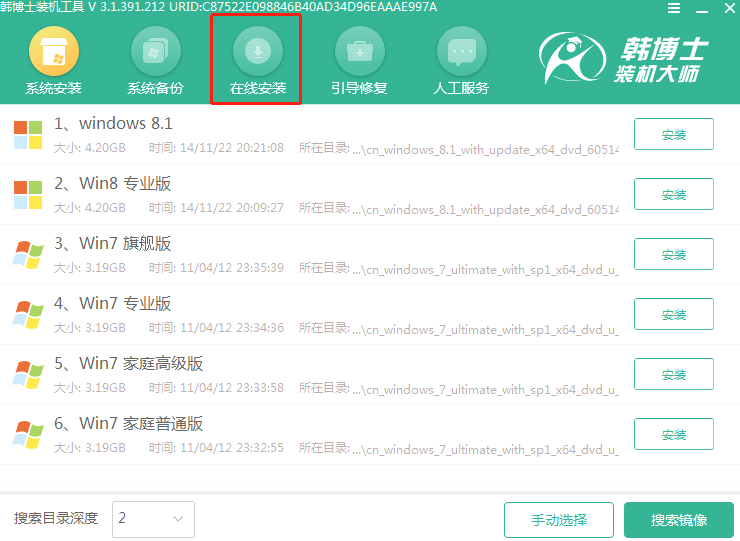 韩博士装机工具 V 3.1.391.212 URID:C87522E098846B40AD34D96EAAAE997A
系统安装
系统备份
在线安装
引导修复
人工服务
韩博士
装机大师
1、windows 8.1
大小: 4.20GB 时间: 14/11/22 20:21:08 所在目录: ...\cn_windows_8.1_with_update_x64_dvd_60514
安装
2、Win8 专业版
大小: 4.20GB 时间: 14/11/22 20:09:27 所在目录: ...\cn_windows_8.1_with_update_x64_dvd_60514
安装
3、Win7 旗舰版
大小: 3.19GB 时间: 11/04/12 23:35:39 所在目录: ...\cn_windows_7_ultimate_with_sp1_x64_dvd_u_
安装
4、Win7 专业版
大小: 3.19GB 时间: 11/04/12 23:34:36 所在目录: ...\cn_windows_7_ultimate_with_sp1_x64_dvd_u_
安装
5、Win7 家庭高级版
大小: 3.19GB 时间: 11/04/12 23:33:58 所在目录: ...\cn_windows_7_ultimate_with_sp1_x64_dvd_u_
安装
6、Win7 家庭普通版
大小: 3.19GB 时间: 11/04/12 23:32:55 所在目录: ...\cn_windows_7_ultimate_with_sp1_x64_dvd_u_
安装
搜索目录深度 2 手动选择 搜索镜像